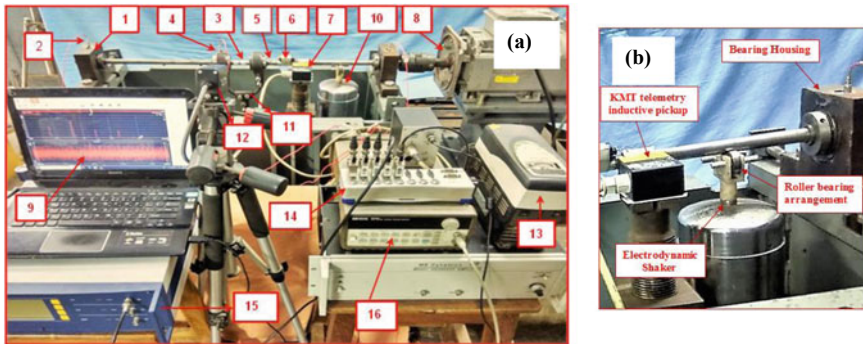 1
2
4
3
5
6
7
10
8
(a)
12
11
9
14
13
15
16
(b)
Bearing Housing
KMT telemetry
inductive pickup
Roller bearing
arrangement
Electrodynamic
Shaker